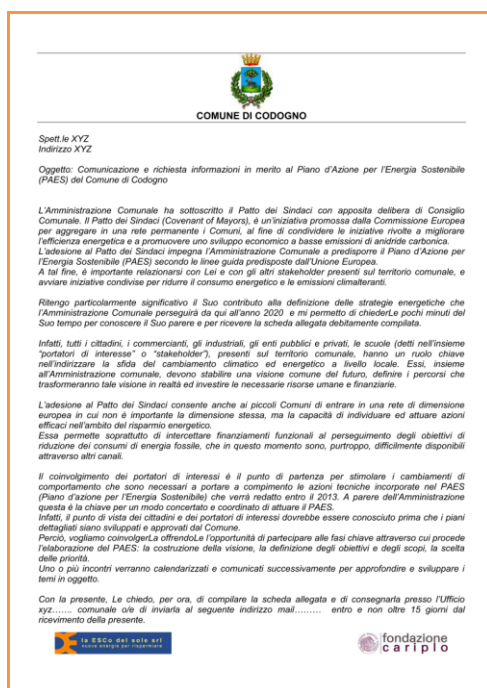 COMUNE DI CODOGNO
Spett.le XYZ
Indirizzo XYZ
Oggetto: Comunicazione e richiesta informazioni in merito al Piano d'Azione per l'Energia Sostenibile
(PAES) del Comune di Codogno
L'Amministrazione Comunale ha sottoscritto il Patto dei Sindaci con apposita delibera di Consiglio
Comunale. Il Patto dei Sindaci (Covenant of Mayors), è un'iniziativa promossa dalla Commissione Europea
per aggregare in una rete permanente i Comuni, al fine di condividere le iniziative rivolte a migliorare
l'efficienza energetica e a promuovere uno sviluppo economico a basse emissioni di anidride carbonica.
L'adesione al Patto dei Sindaci impegna l'Amministrazione Comunale a predisporre il Piano d'Azione per
l'Energia Sostenibile (PAES) secondo le linee guida predisposte dall'Unione Europea.
A tal fine, è importante relazionarsi con Lei e con gli altri stakeholder presenti sul territorio comunale, e
avviare iniziative condivise per ridurre il consumo energetico e le emissioni climalteranti.
Ritengo particolarmente significativo il Suo contributo alla definizione delle strategie energetiche che
l'Amministrazione Comunale perseguirà da qui all'anno 2020 e mi permetto di chiederLe pochi minuti del
Suo tempo per conoscere il Suo parere e per ricevere la scheda allegata debitamente compilata.
Infatti, tutti i cittadini, i commercianti, gli industriali, gli enti pubblici e privati, le scuole (detti nell'insieme
"portatori di interesse" o "stakeholder"), presenti sul territorio comunale, hanno un ruolo chiave
nell'indirizzare la sfida del cambiamento climatico ed energetico a livello locale. Essi, insieme
all'Amministrazione comunale, devono stabilire una visione comune del futuro, definire i percorsi che
trasformeranno tale visione in realtà ed investire le necessarie risorse umane e finanziarie.
L'adesione al Patto dei Sindaci consente anche ai piccoli Comuni di entrare in una rete di dimensione
europea in cui non è importante la dimensione stessa, ma la capacità di individuare ed attuare azioni
efficaci nell'ambito del risparmio energetico.
Essa permette soprattutto di intercettare finanziamenti funzionali al perseguimento degli obiettivi di
riduzione dei consumi di energia fossile, che in questo momento sono, purtroppo, difficilmente disponibili
attraverso altri canali.
Il coinvolgimento dei portatori di interessi è il punto di partenza per stimolare i cambiamenti di
comportamento che sono necessari a portare a compimento le azioni tecniche incorporate nel PAES
(Piano d'azione per l'Energia Sostenibile) che verrà redatto entro il 2013. A parere dell'Amministrazione
questa è la chiave per un modo concertato e coordinato di attuare il PAES.
Infatti, il punto di vista dei cittadini e dei portatori di interessi dovrebbe essere conosciuto prima che i piani
dettagliati siano sviluppati e approvati dal Comune.
Perciò, vogliamo coinvolgerLa offrendoLe l'opportunità di partecipare alle fasi chiave attraverso cui procede
l'elaborazione del PAES: la costruzione della visione, la definizione degli obiettivi e degli scopi, la scelta
delle priorità.
Uno o più incontri verranno calendarizzati e comunicati successivamente per approfondire e sviluppare i
temi in oggetto.
Con la presente, Le chiedo, per ora, di compilare la scheda allegata e di consegnarla presso l'Ufficio
xyz....... comunale o/e di inviarla al seguente indirizzo mail......... entro e non oltre 15 giorni dal
ricevimento della presente.
la ESCo del sole srl
nuove energie per risparmiare
fondazione
cariplo